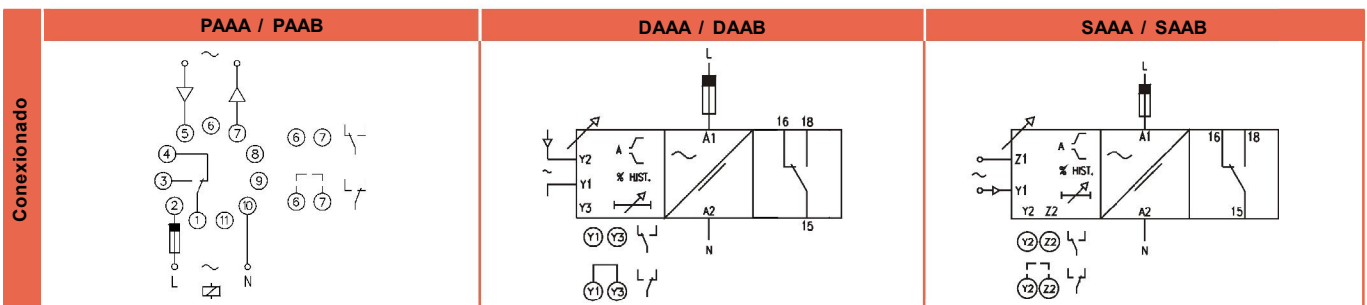 PAAA / PAAB
DAAA / DAAB
SAAA / SAAB
Conexionado
5 6 7
4 8
3 9
2 1 11 10
L N
6 7
6 7
L
A1
16 18
A
Y2
Y1
% HIST.
Y3
A2
15
N
Y1 Y3
Y1 Y3
L
A1
16 18
A
Z1
Y1
% HIST.
Y2 Z2
A2
15
N
Y2 Z2
Y2 Z2